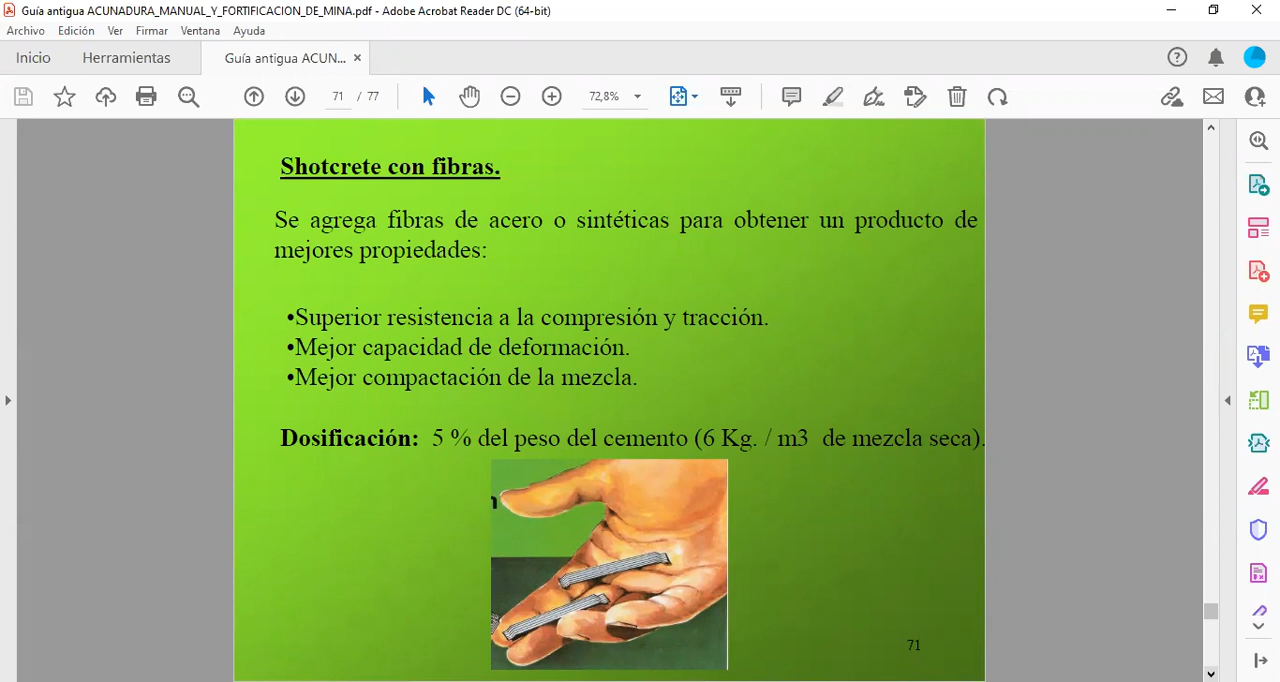 Guía antigua ACUNADURA_MANUAL_Y_FORTIFICACION_DE_MINA.pdf - Adobe Acrobat Reader DC (64-bit)
Archivo Edición Ver Firmar Ventana Ayuda
Inicio Herramientas Guía antigua ACUN... ×
71 / 77 72,8%
Shotcrete con fibras.
Se agrega fibras de acero o sintéticas para obtener un producto de
mejores propiedades:
•Superior resistencia a la compresión y tracción.
•Mejor capacidad de deformación.
•Mejor compactación de la mezcla.
Dosificación: 5 % del peso del cemento (6 Kg. / m3 de mezcla seca).
71